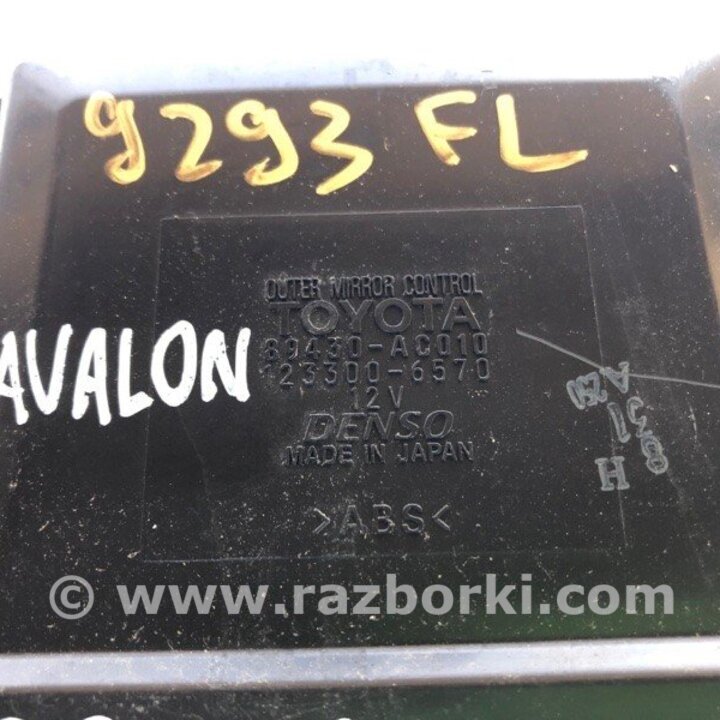 9293 FL
OUTER MIRROR CONTROL
TOYOTA
89430-AC010
AVALON
123300-6570
12V
DENSO
MADE IN JAPAN
>ABS<
831
H
© www.razborki.com